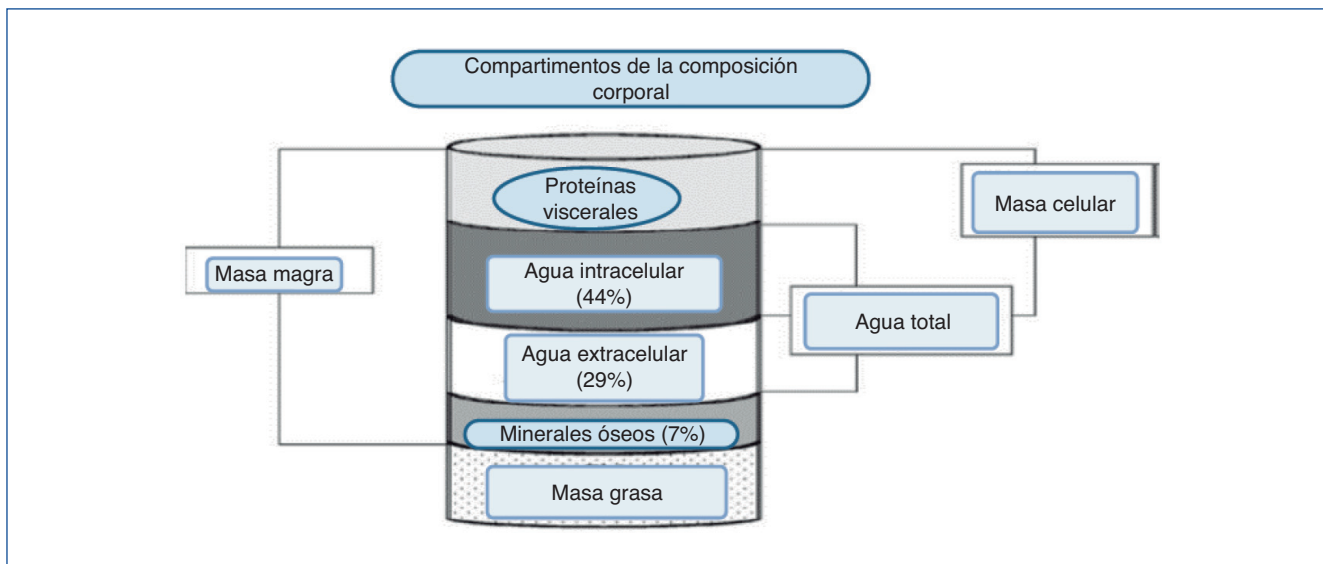 Compartimentos de la composición
corporal
Proteínas
viscerales
Masa celular
Masa magra
Agua intracelular
(44%)
Agua total
Agua extracelular
(29%)
Minerales óseos (7%)
Masa grasa